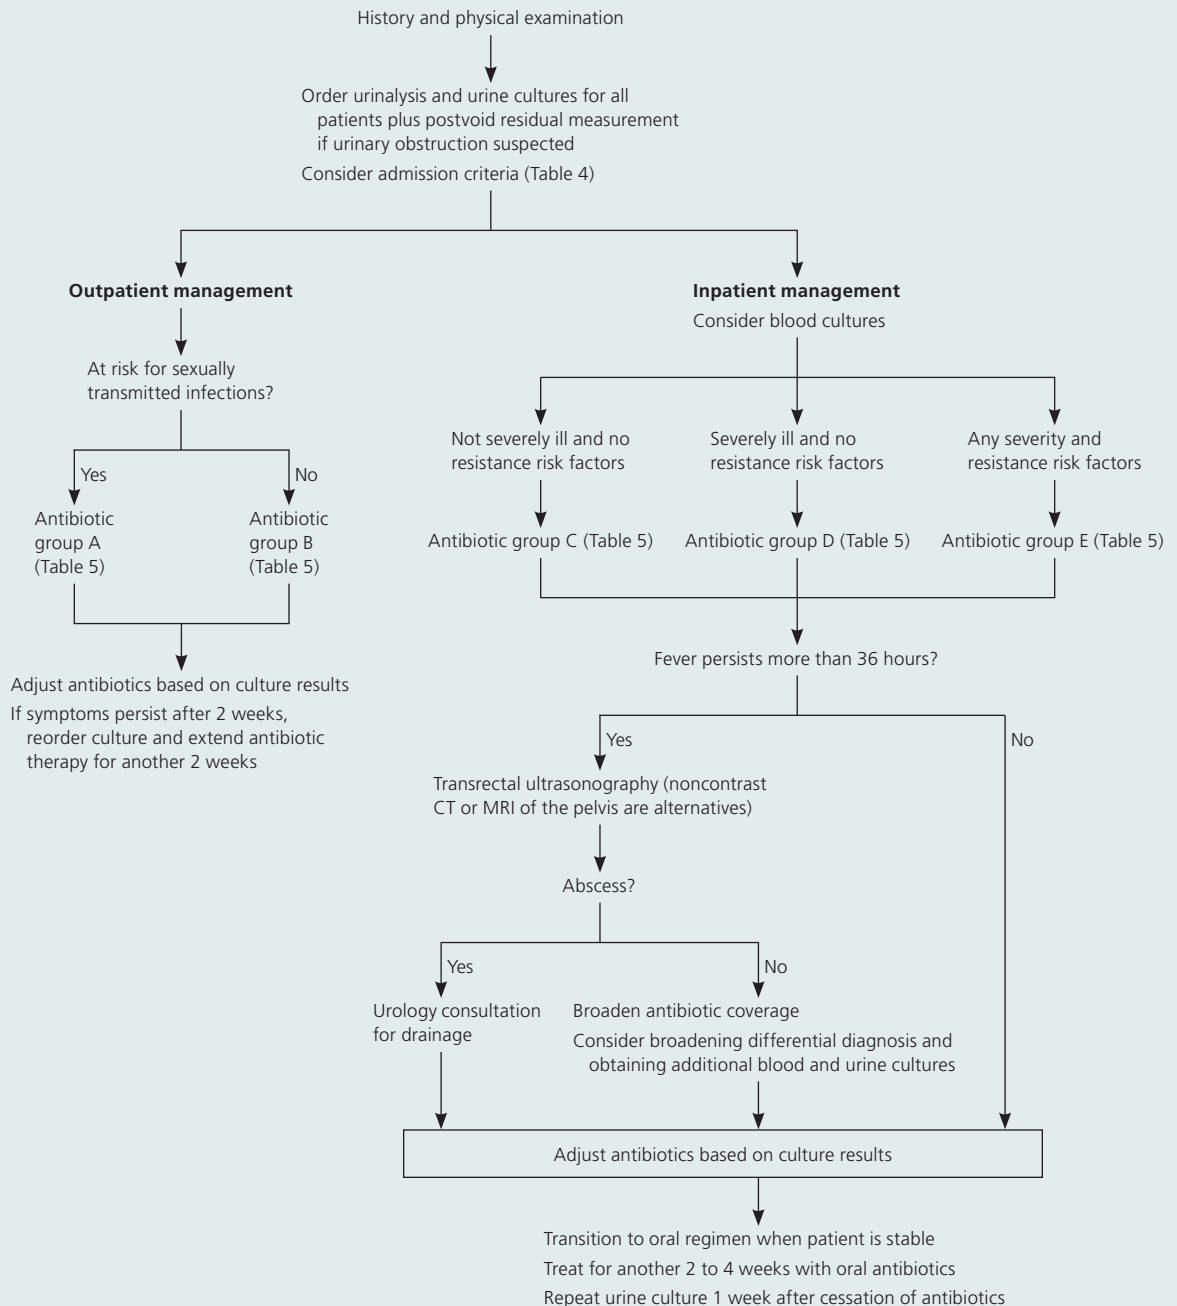 History and physical examination
Order urinalysis and urine cultures for all
patients plus postvoid residual measurement
if urinary obstruction suspected
Consider admission criteria (Table 4)
Outpatient management
At risk for sexually
transmitted infections?
Yes
No
Antibiotic
group A
(Table 5)
Antibiotic
group B
(Table 5)
Adjust antibiotics based on culture results
If symptoms persist after 2 weeks,
reorder culture and extend antibiotic
therapy for another 2 weeks
Inpatient management
Consider blood cultures
Not severely ill and no
resistance risk factors
Severely ill and no
resistance risk factors
Any severity and
resistance risk factors
Antibiotic group C (Table 5)
Antibiotic group D (Table 5)
Antibiotic group E (Table 5)
Fever persists more than 36 hours?
Yes
No
Transrectal ultrasonography (noncontrast
CT or MRI of the pelvis are alternatives)
Abscess?
Yes
No
Urology consultation
for drainage
Broaden antibiotic coverage
Consider broadening differential diagnosis and
obtaining additional blood and urine cultures
Adjust antibiotics based on culture results
Transition to oral regimen when patient is stable
Treat for another 2 to 4 weeks with oral antibiotics
Repeat urine culture 1 week after cessation of antibiotics